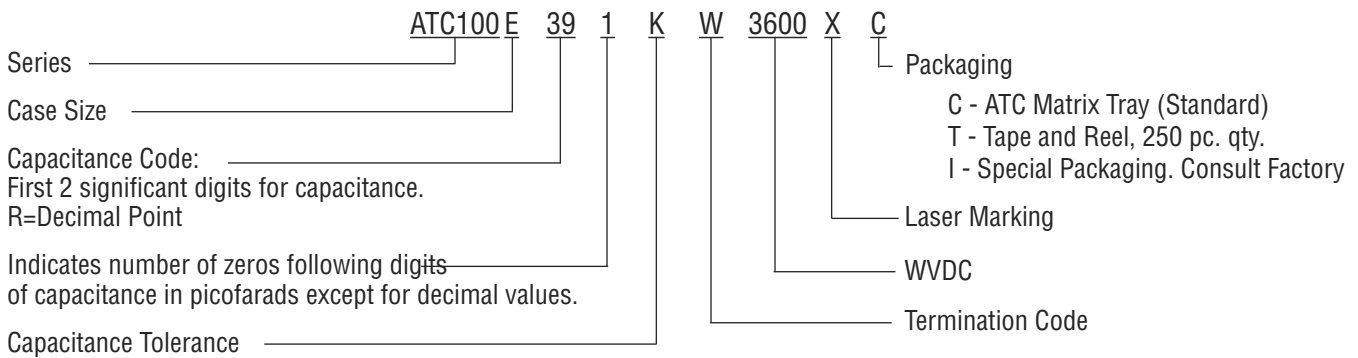 ATC100 E 39 1 K W 3600 X C
Series
Case Size
Capacitance Code:
First 2 significant digits for capacitance.
R=Decimal Point
Indicates number of zeros following digits
of capacitance in picofarads except for decimal values.
Capacitance Tolerance
Packaging
C - ATC Matrix Tray (Standard)
T - Tape and Reel, 250 pc. qty.
I - Special Packaging. Consult Factory
Laser Marking
WVDC
Termination Code